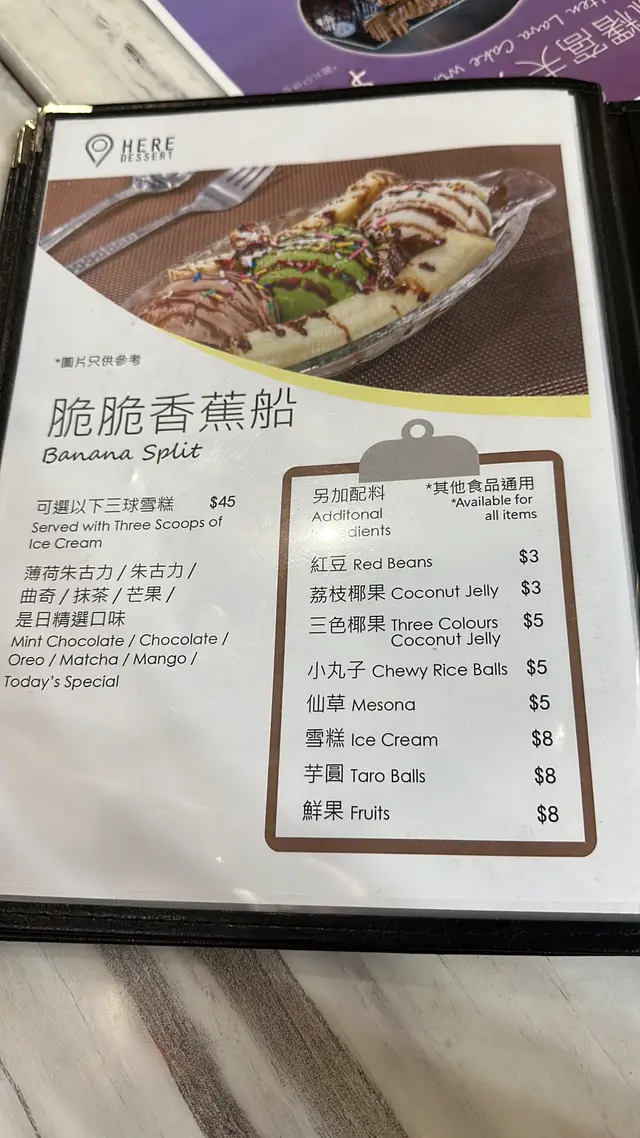 Lava Cake
窩夫
HERE
DESSERT
*圖片只供參考
脆脆香蕉船
Banana Split
可選以下三球雪糕 $45
Served with Three Scoops of
Ice Cream
薄荷朱古力 / 朱古力 /
曲奇 / 抹茶 / 芒果 /
是日精選口味
Mint Chocolate / Chocolate /
Oreo / Matcha / Mango /
Today's Special
另加配料
Additonal
*其他食品通用
*Available for
all items
紅豆 Red Beans $3
荔枝椰果 Coconut Jelly $3
三色椰果 Three Colours $5
Coconut Jelly
小丸子 Chewy Rice Balls $5
仙草 Mesona $5
雪糕 Ice Cream $8
芋圓 Taro Balls $8
鮮果 Fruits $8